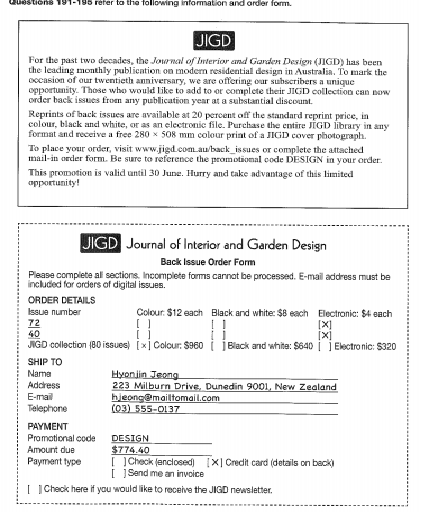 Questions 191-195 refer to the following information and order form.
JIGD
For the past two decades, the Journal of Interior and Garden Design (JIGD) has been
the leading monthly publication on modern residential design in Australia. To mark the
occasion of our twentieth anniversary, we are offering our subscribers a unique
opportunity. Those who would like to add to or complete their JIGD collection can now
order back issues from any publication year at a substantial discount.
Reprints of back issues are available at 20 percent off the standard reprint price, in
colour, black and white, or as an electronic file. Purchase the entire JIGD library in any
format and receive a free 280 × 508 mm colour print of a JIGD cover photograph.
To place your order, visit www.jigd.com.au/back_issues or complete the attached
mail-in order form. Be sure to reference the promotional code DESIGN in your order.
This promotion is valid until 30 June. Hurry and take advantage of this limited
opportunity!
JIGD Journal of Interior and Garden Design
Back Issue Order Form
Please complete all sections. Incomplete forms cannot be processed. E-mail address must be
included for orders of digital issues.
ORDER DETAILS
Issue number Colour: $12 each Black and white: $8 each Electronic: $4 each
72 [ ] [ ] [X]
40 [ ] [ ] [X]
JIGD collection (80 issues) [x] Colour: $960 [ ] Black and white: $640 [ ] Electronic: $320
SHIP TO
Name Hyonjin Jeong
Address 223 Milburn Drive, Dunedin 9001, New Zealand
E-mail hjeong@mailtomail.com
Telephone (03) 555-0137
PAYMENT
Promotional code DESIGN
Amount due $774.40
Payment type [ ] Check (enclosed) [X] Credit card (details on back)
[ ] Send me an invoice
[ ] Check here if you would like to receive the JIGD newsletter.